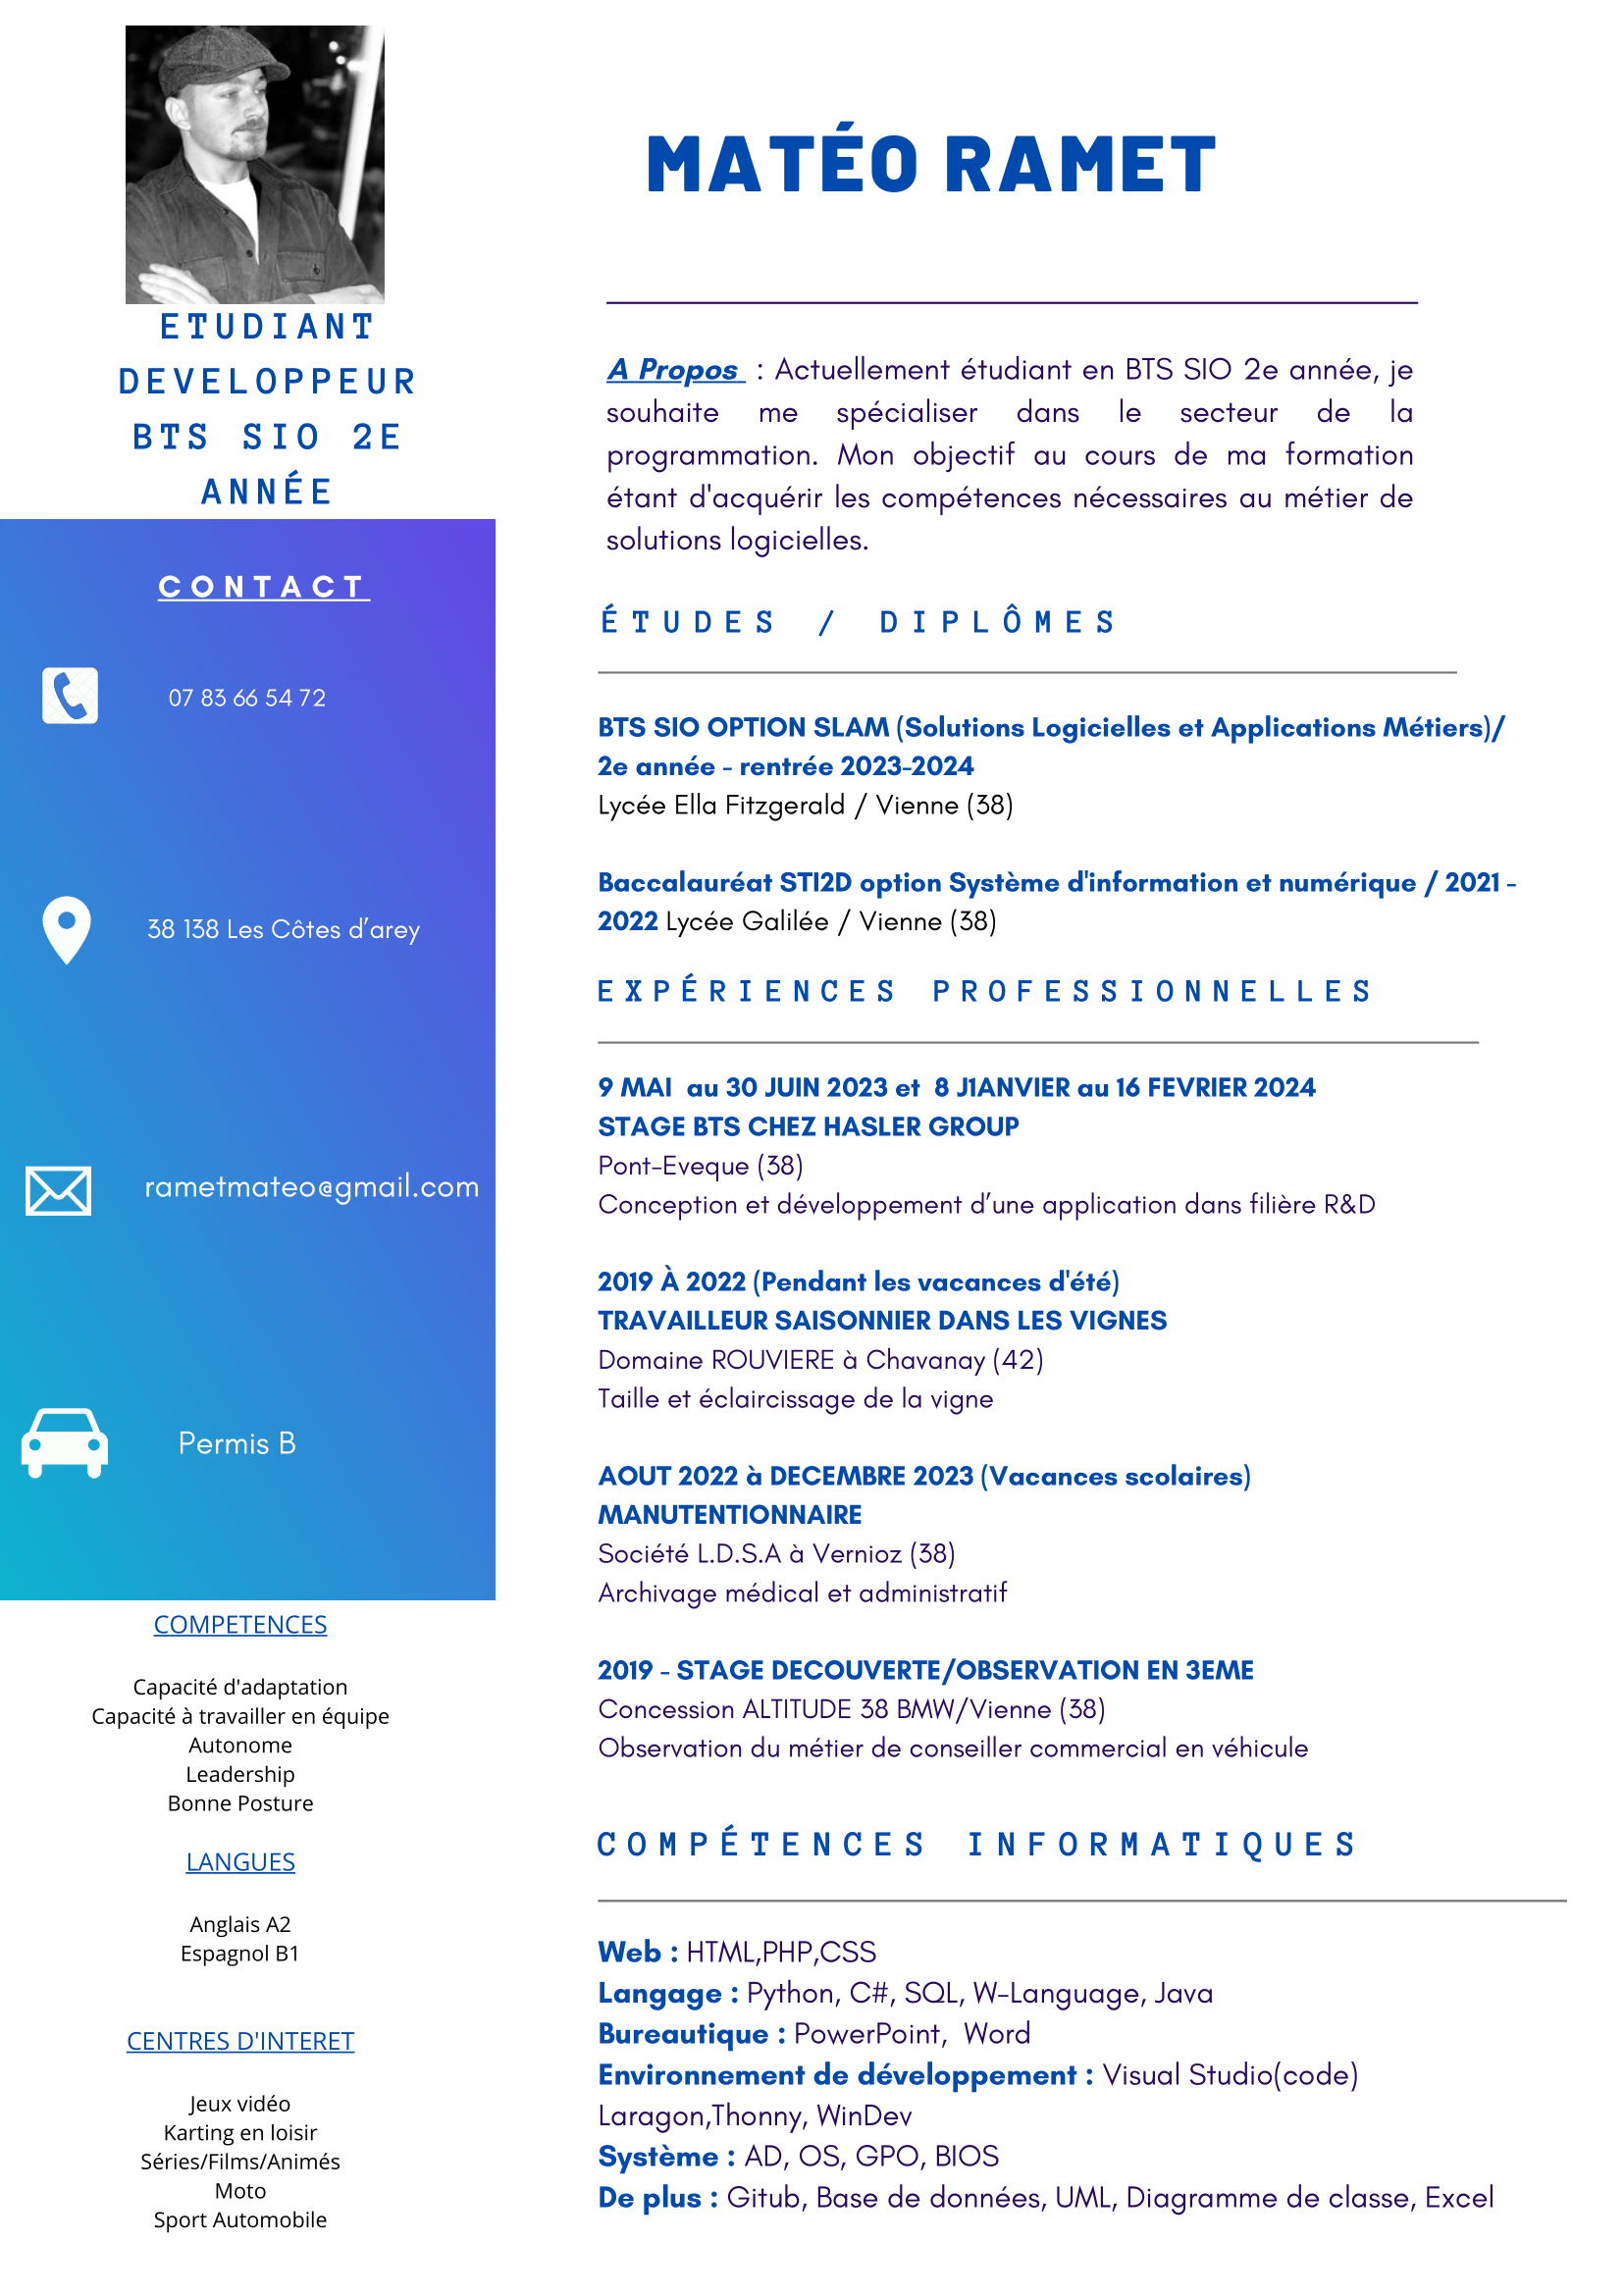 MATÉO RAMET
ETUDIANT
DEVELOPPEUR
BTS SIO 2E
ANNÉE
CONTACT
07 83 66 54 72
38 138 Les Côtes d’arey
rametmateo@gmail.com
Permis B
COMPETENCES
Capacité d'adaptation
Capacité à travailler en équipe
Autonome
Leadership
Bonne Posture
LANGUES
Anglais A2
Espagnol B1
CENTRES D'INTERET
Jeux vidéo
Karting en loisir
Séries/Films/Animés
Moto
Sport Automobile
A Propos : Actuellement étudiant en BTS SIO 2e année, je
souhaite me spécialiser dans le secteur de la
programmation. Mon objectif au cours de ma formation
étant d'acquérir les compétences nécessaires au métier de
solutions logicielles.
ÉTUDES / DIPLÔMES
BTS SIO OPTION SLAM (Solutions Logicielles et Applications Métiers)/
2e année - rentrée 2023-2024
Lycée Ella Fitzgerald / Vienne (38)
Baccalauréat STI2D option Système d'information et numérique / 2021 -
2022 Lycée Galilée / Vienne (38)
EXPÉRIENCES PROFESSIONNELLES
9 MAI au 30 JUIN 2023 et 8 J1ANVIER au 16 FEVRIER 2024
STAGE BTS CHEZ HASLER GROUP
Pont-Eveque (38)
Conception et développement d’une application dans filière R&D
2019 À 2022 (Pendant les vacances d'été)
TRAVAILLEUR SAISONNIER DANS LES VIGNES
Domaine ROUVIERE à Chavanay (42)
Taille et éclaircissage de la vigne
AOUT 2022 à DECEMBRE 2023 (Vacances scolaires)
MANUTENTIONNAIRE
Société L.D.S.A à Vernioz (38)
Archivage médical et administratif
2019 - STAGE DECOUVERTE/OBSERVATION EN 3EME
Concession ALTITUDE 38 BMW/Vienne (38)
Observation du métier de conseiller commercial en véhicule
COMPÉTENCES INFORMATIQUES
Web : HTML,PHP,CSS
Langage : Python, C#, SQL, W-Language, Java
Bureautique : PowerPoint, Word
Environnement de développement : Visual Studio(code)
Laragon,Thonny, WinDev
Système : AD, OS, GPO, BIOS
De plus : Gitub, Base de données, UML, Diagramme de classe, Excel